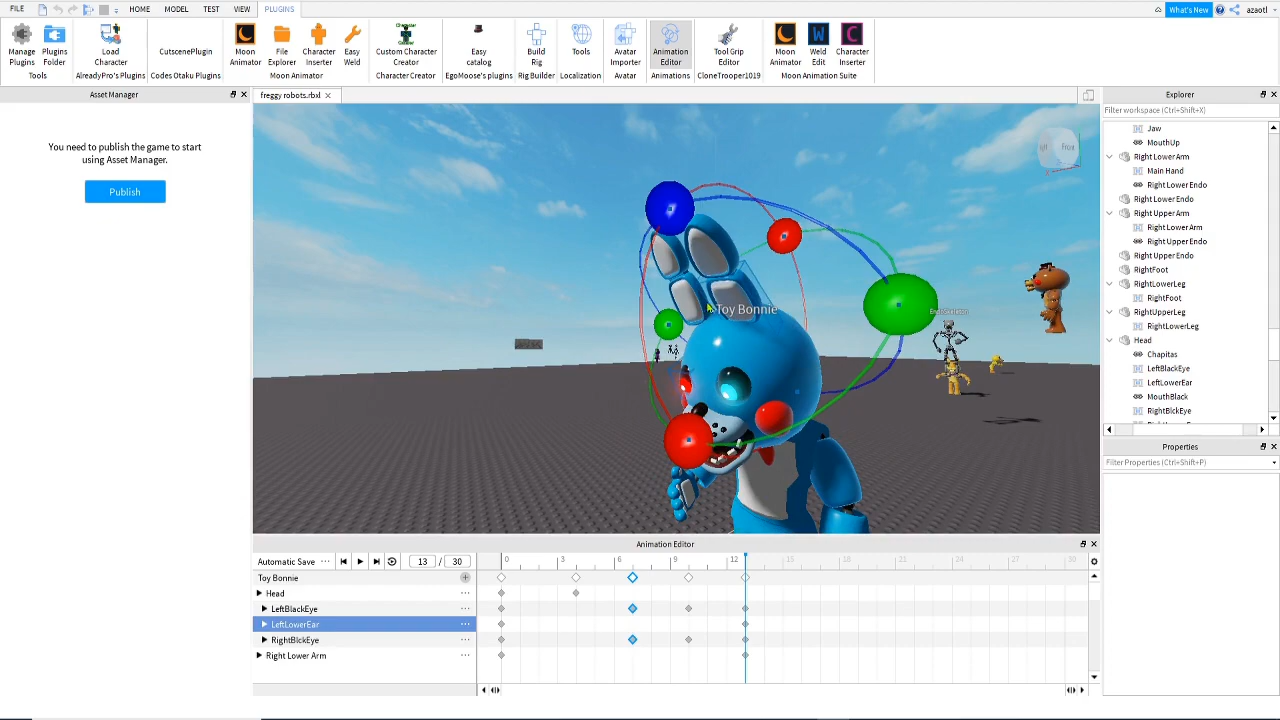 FILE HOME MODEL TEST VIEW PLUGINS What's New azaotl
Manage Plugins
Plugins Folder
Tools
Load Character
AlreadyPro's Plugins
CutscenePlugin
Codes Otaku Plugins
Moon Animator
File Explorer
Character Inserter
Easy Weld
Moon Animator
Custom Character Creator
Character Creator
Easy catalog
EgoMoose's plugins
Build Rig
Rig Builder
Tools
Localization
Avatar Importer
Avatar
Animation Editor
Animations
Tool Grip Editor
CloneTrooper1019
Moon Animator
Weld Edit
Character Inserter
Moon Animation Suite
Asset Manager
You need to publish the game to start
using Asset Manager.
Publish
freggy robots.rbxl
Front
Toy Bonnie
Explorer
Filter workspace (Ctrl+Shift+X)
Jaw
MouthUp
Right Lower Arm
Main Hand
Right Lower Endo
Right Lower Endo
Right Upper Arm
Right Lower Arm
Right Upper Endo
Right Upper Endo
RightFoot
RightLowerLeg
RightFoot
RightUpperLeg
RightLowerLeg
Head
Chapitas
LeftBlackEye
LeftLowerEar
MouthBlack
RightBlckEye
Properties
Filter Properties (Ctrl+Shift+P)
Animation Editor
Automatic Save 13 / 30 0 3 6 9 12 15 18 21 24 27 30
Toy Bonnie
Head
LeftBlackEye
LeftLowerEar
RightBlckEye
Right Lower Arm